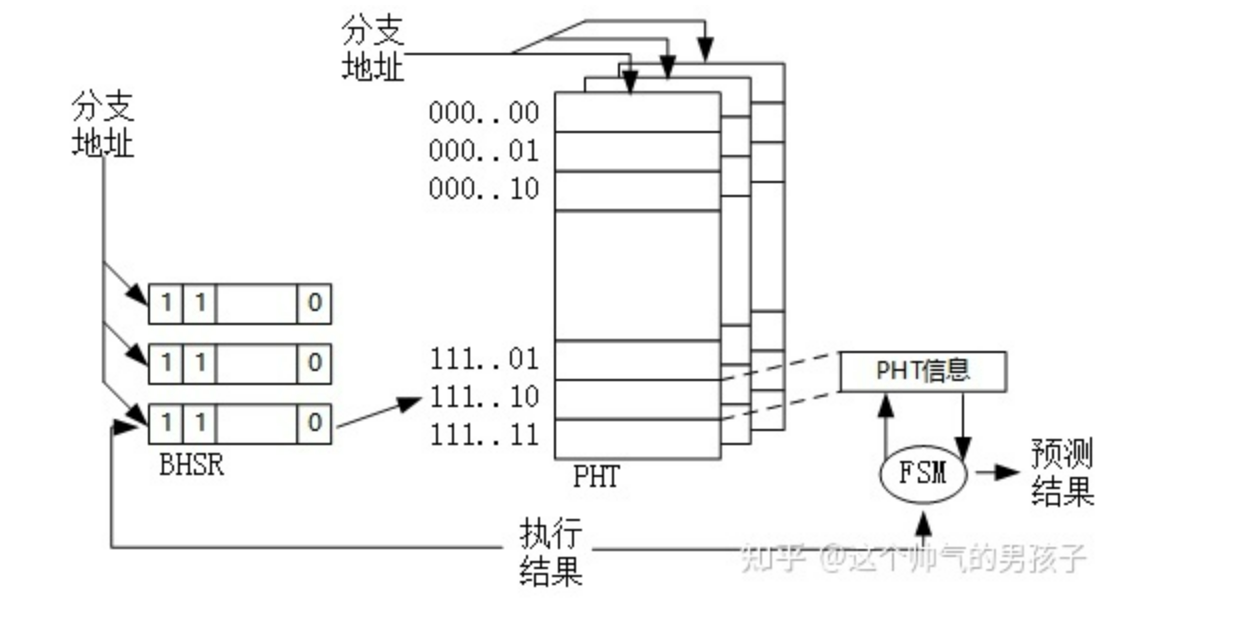 分支
地址
分支
地址
000..00
000..01
000..10
1 1 0
1 1 0
1 1 0
BHSR
111..01
111..10
111..11
PHT
PHT信息
FSM
预测
结果
执行
结果
知乎 @这个帅气的男孩子